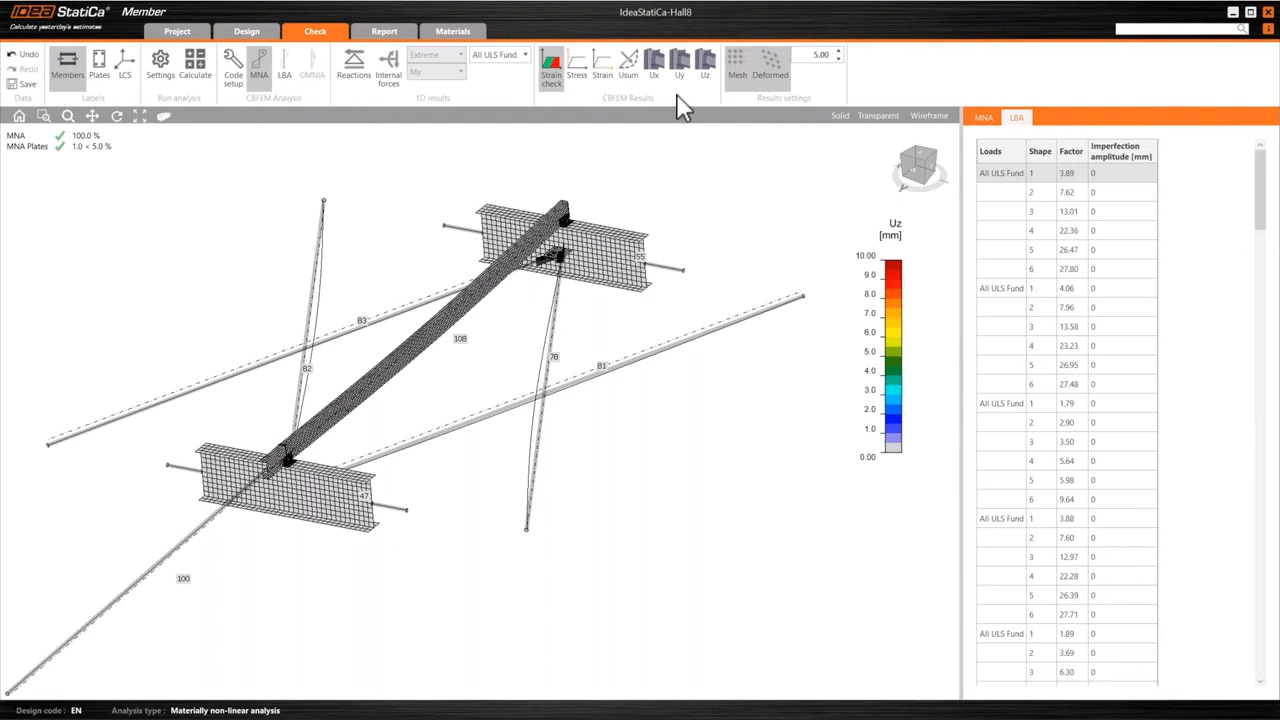 IDEA StatiCa® Member
Calculate yesterday's estimates
IdeaStatiCa-Hall8
Project Design Check Report Materials
Undo
Redo
Save
Data
Members Plates LCS
Labels
Settings Calculate
Run analysis
Code setup MNA LBA GMNIA
CBFEM Analysis
Reactions Internal forces Extreme All ULS Fund
My
1D results
Strain check Stress Strain Usum Ux Uy Uz
CBFEM Results
Mesh Deformed 5.00
Results settings
Solid Transparent Wireframe
MNA 100.0 %
MNA Plates 1.0 < 5.0 %
83
82
108
78
81
55
47
100
Uz
[mm]
10.00
9.0
8.0
7.0
6.0
5.0
4.0
3.0
2.0
1.0
0.00
MNA LBA
Loads Shape Factor Imperfection amplitude [mm]
All ULS Fund 1 3.89 0
2 7.62 0
3 13.01 0
4 22.36 0
5 26.47 0
6 27.80 0
All ULS Fund 1 4.06 0
2 7.96 0
3 13.58 0
4 23.23 0
5 26.95 0
6 27.48 0
All ULS Fund 1 1.79 0
2 2.90 0
3 3.50 0
4 5.64 0
5 5.98 0
6 9.64 0
All ULS Fund 1 3.88 0
2 7.60 0
3 12.97 0
4 22.28 0
5 26.39 0
6 27.71 0
All ULS Fund 1 1.89 0
2 3.69 0
3 6.30 0
Design code : EN Analysis type : Materially non-linear analysis